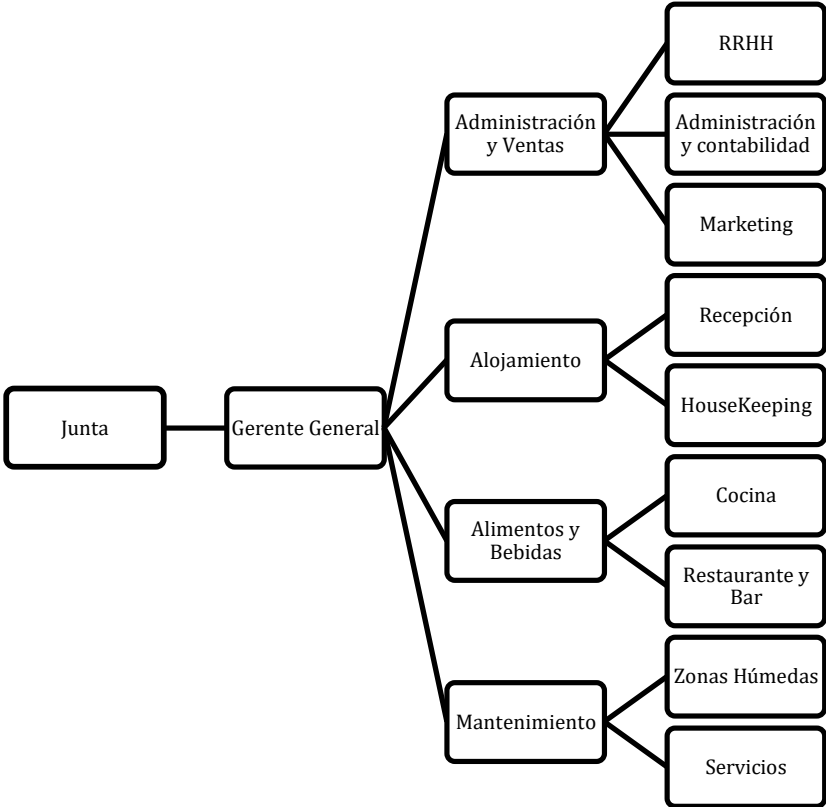 RRHH
Administración
y Ventas
Administración
y contabilidad
Marketing
Recepción
Alojamiento
HouseKeeping
Junta
Gerente General
Cocina
Alimentos y
Bebidas
Restaurante y
Bar
Zonas Húmedas
Mantenimiento
Servicios